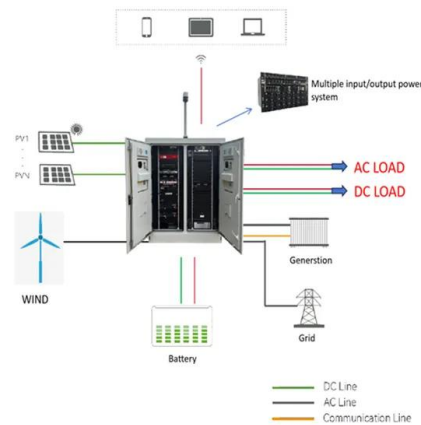 Multiple input/output power
system
PV1
PVN
AC LOAD
DC LOAD
WIND
Generstion
Grid
Battery
DC Line
AC Line
Communication Line